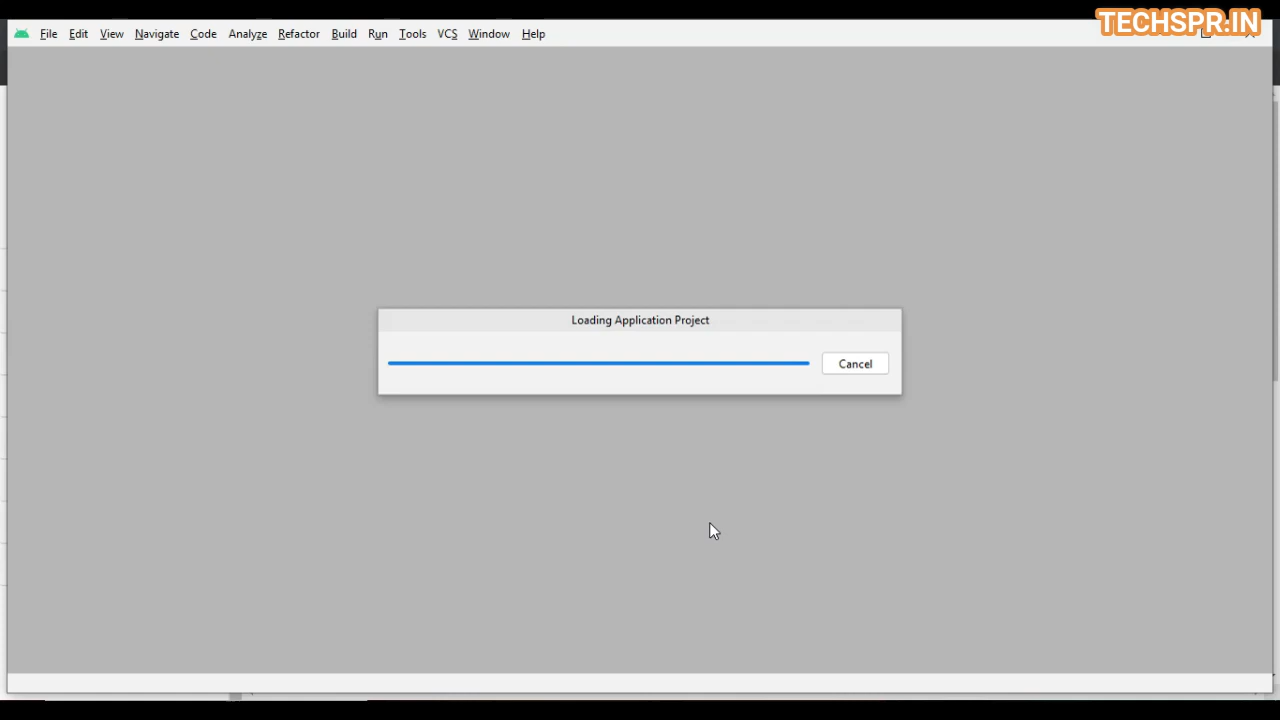 TECHSPR.IN
File Edit View Navigate Code Analyze Refactor Build Run Tools VCS Window Help
Loading Application Project
Cancel